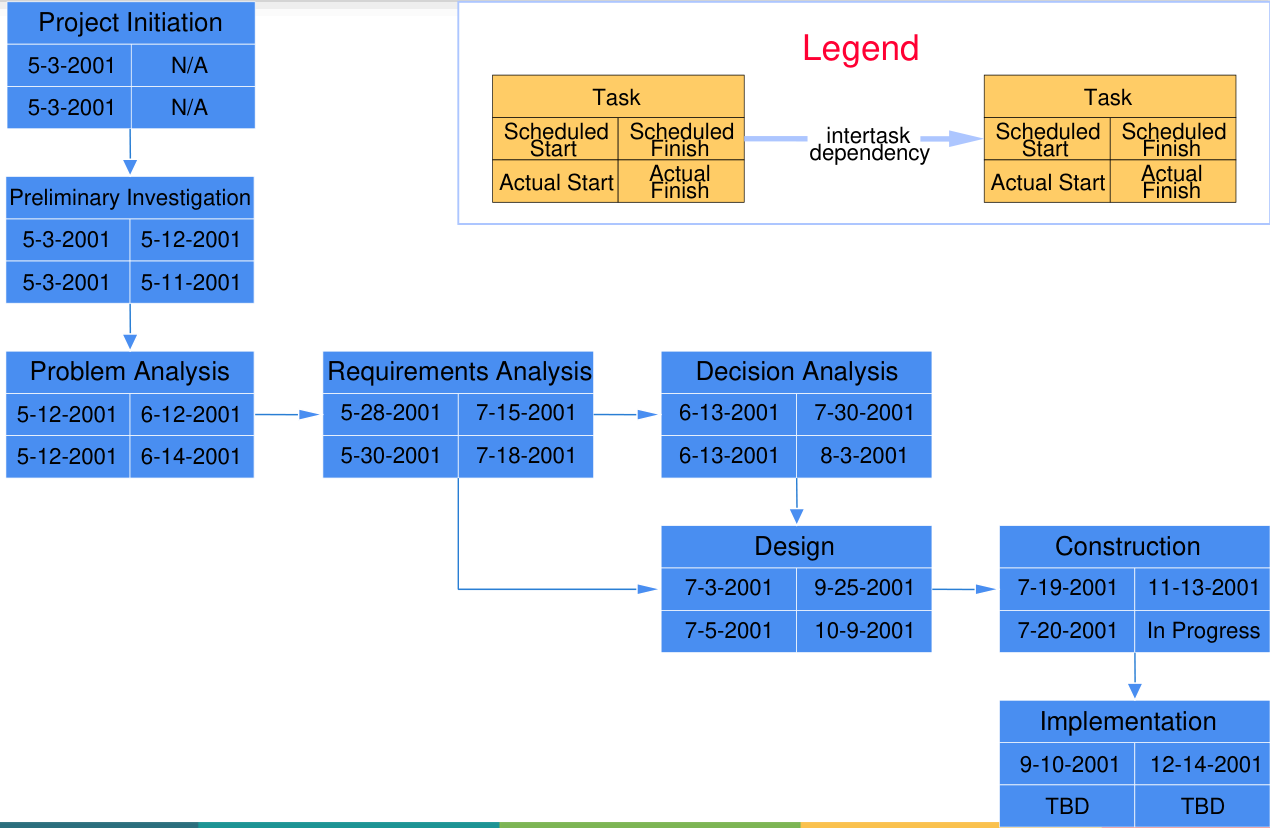 Project Initiation
5-3-2001 N/A
5-3-2001 N/A
Legend
Task
Scheduled Start Scheduled Finish
Actual Start Actual Finish
intertask
dependency
Task
Scheduled Start Scheduled Finish
Actual Start Actual Finish
Preliminary Investigation
5-3-2001 5-12-2001
5-3-2001 5-11-2001
Problem Analysis
5-12-2001 6-12-2001
5-12-2001 6-14-2001
Requirements Analysis
5-28-2001 7-15-2001
5-30-2001 7-18-2001
Decision Analysis
6-13-2001 7-30-2001
6-13-2001 8-3-2001
Design
7-3-2001 9-25-2001
7-5-2001 10-9-2001
Construction
7-19-2001 11-13-2001
7-20-2001 In Progress
Implementation
9-10-2001 12-14-2001
TBD TBD